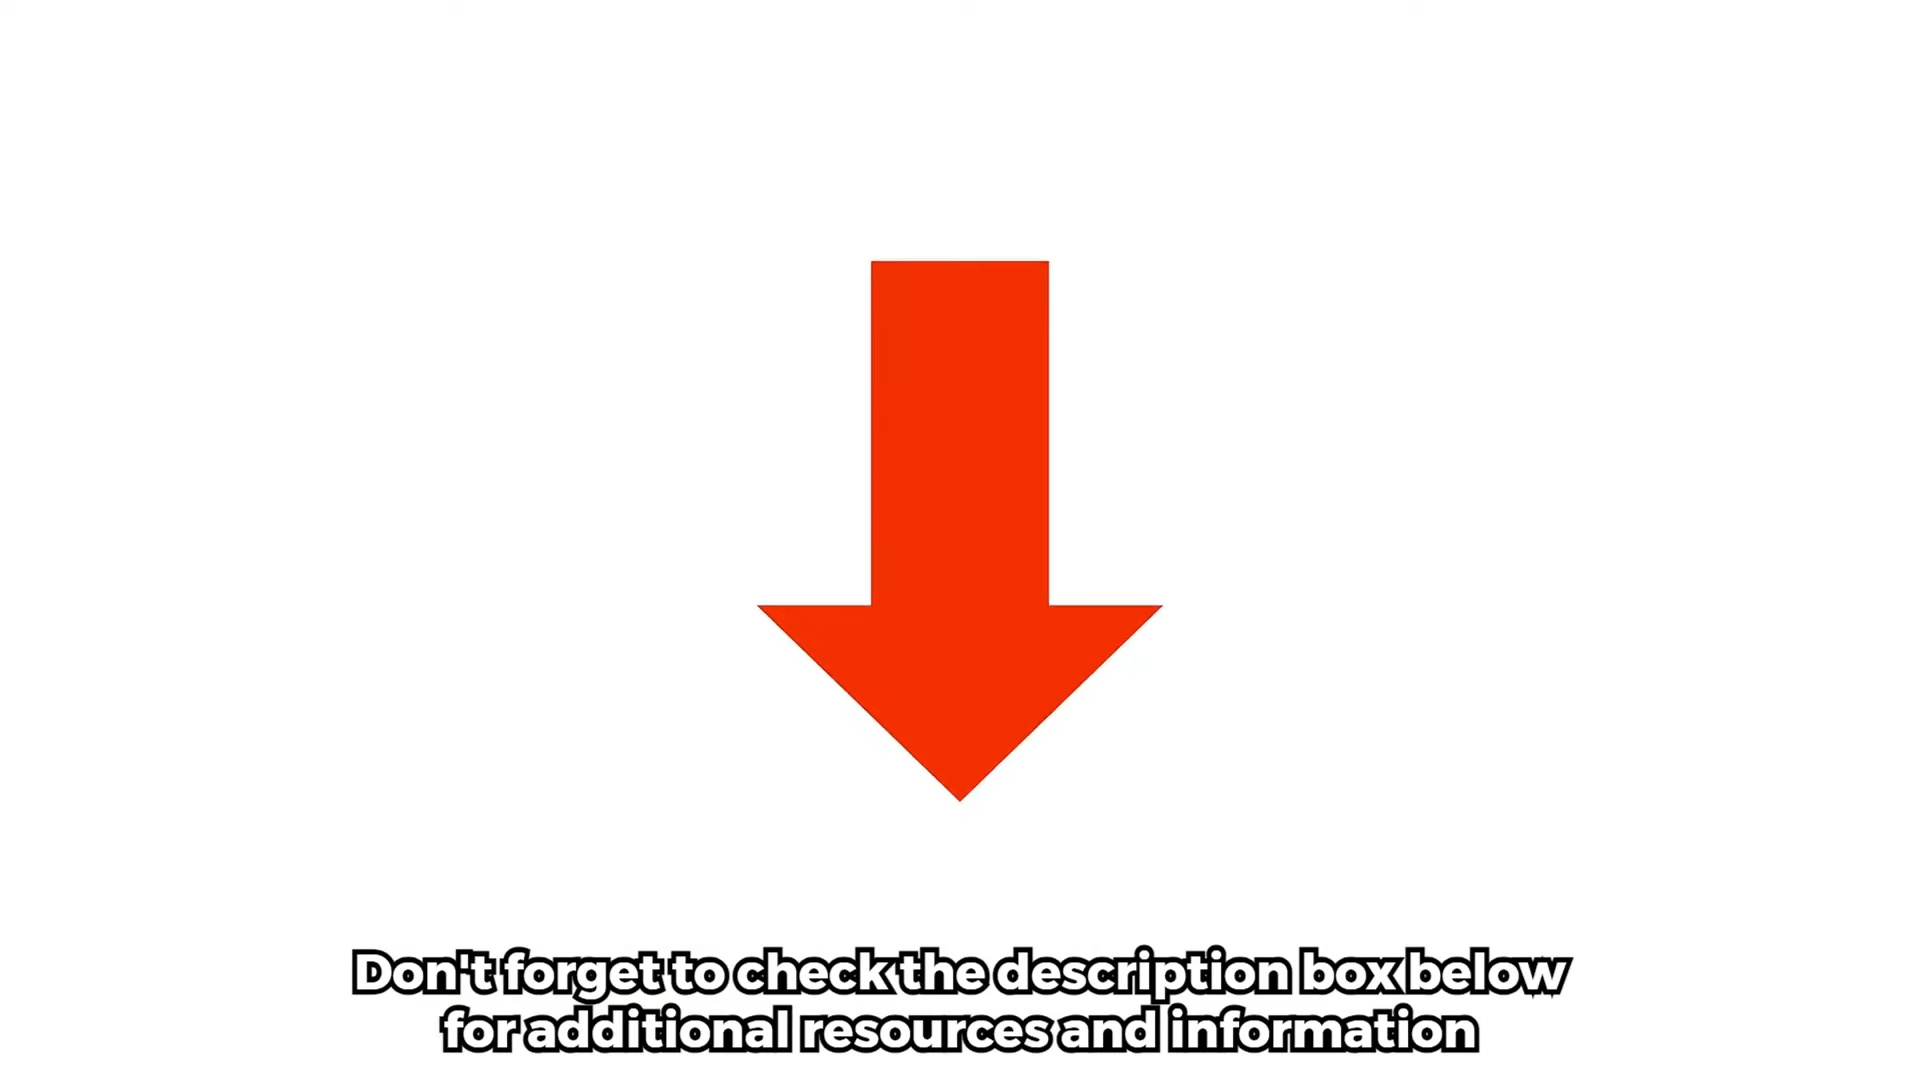 Don't forget to check the description box below
for additional resources and information